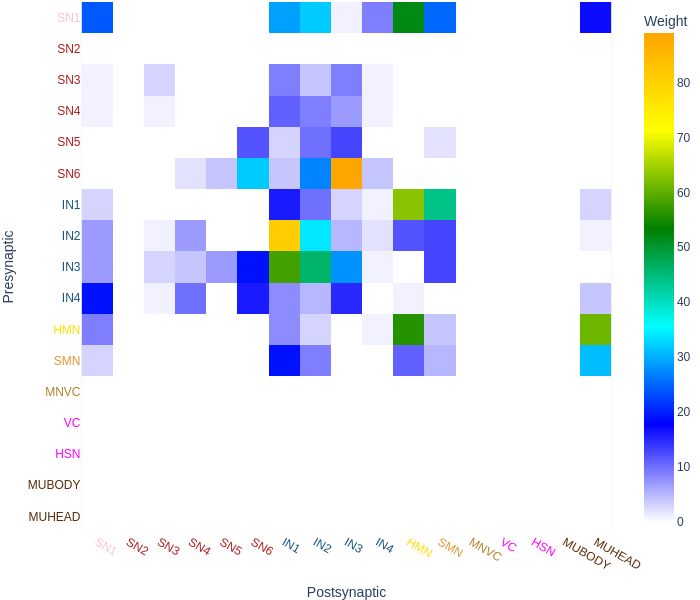 Weight
SN1
SN2
SN3
SN4
SN5
SN6
IN1
IN2
IN3
IN4
HMN
SMN
MNVC
VC
HSN
MUBODY
MUHEAD
Presynaptic
80
70
60
50
40
30
20
10
0
SN1 SN2 SN3 SN4 SN5 SN6 IN1 IN2 IN3 IN4 HMN SMN MNVC VC HSN MUBODY MUHEAD
Postsynaptic